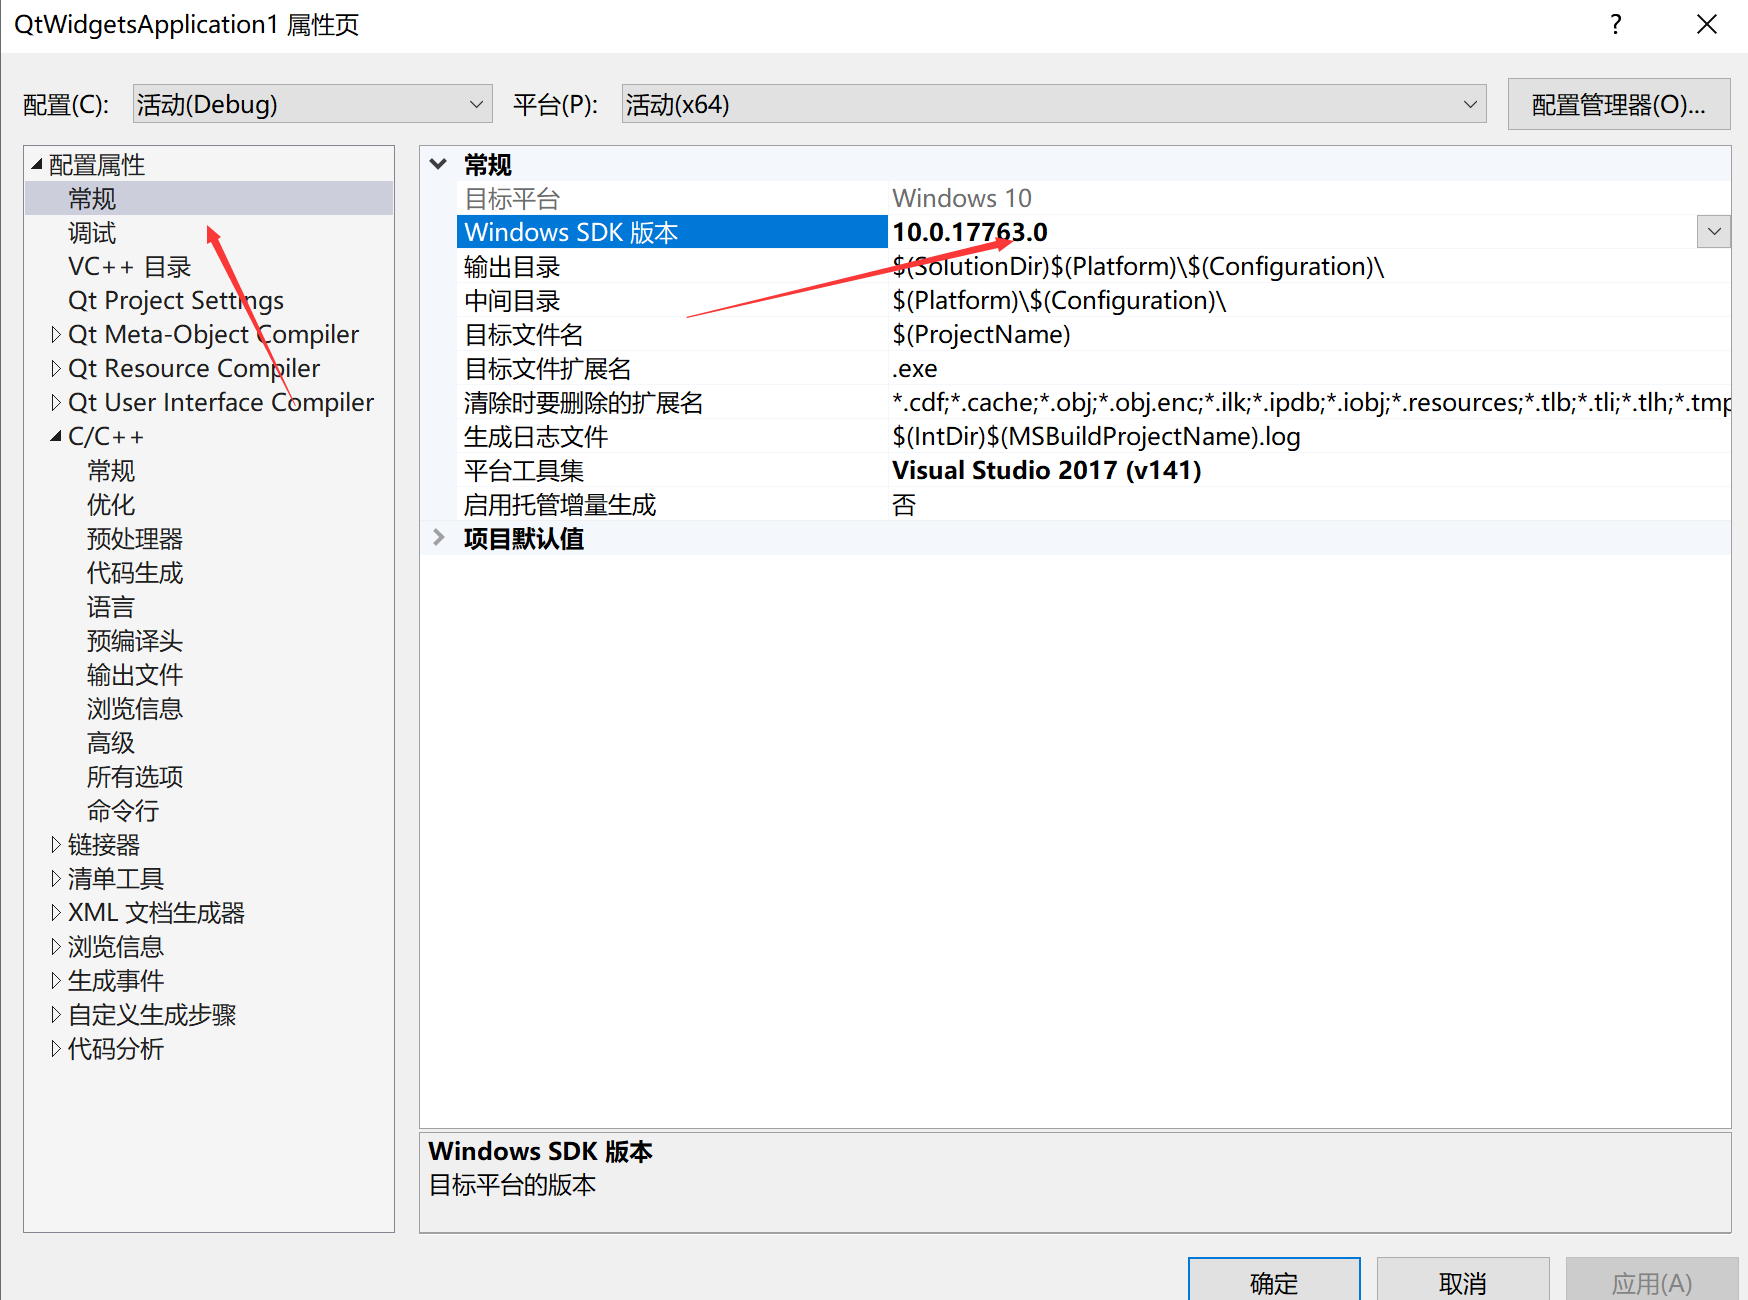 QtWidgetsApplication1 属性页
?
配置(C): 活动(Debug) 平台(P): 活动(x64) 配置管理器(O)...
配置属性
常规
调试
VC++ 目录
Qt Project Settings
Qt Meta-Object Compiler
Qt Resource Compiler
Qt User Interface Compiler
C/C++
常规
优化
预处理器
代码生成
语言
预编译头
输出文件
浏览信息
高级
所有选项
命令行
链接器
清单工具
XML 文档生成器
浏览信息
生成事件
自定义生成步骤
代码分析
常规
目标平台 Windows 10
Windows SDK 版本 10.0.17763.0
输出目录 $(SolutionDir)$(Platform)\$(Configuration)\
中间目录 $(Platform)\$(Configuration)\
目标文件名 $(ProjectName)
目标文件扩展名 .exe
清除时要删除的扩展名 *.cdf;*.cache;*.obj;*.obj.enc;*.ilk;*.ipdb;*.iobj;*.resources;*.tlb;*.tli;*.tlh;*.tmp
生成日志文件 $(IntDir)$(MSBuildProjectName).log
平台工具集 Visual Studio 2017 (v141)
启用托管增量生成 否
项目默认值
Windows SDK 版本
目标平台的版本
确定 取消 应用(A)